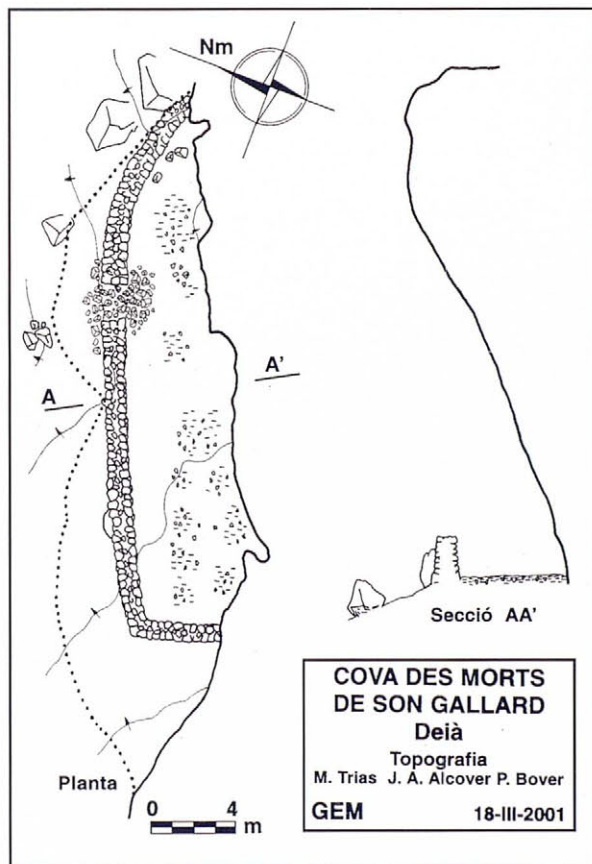 Nm
A
A'
Secció AA'
Planta
0 4
m
COVA DES MORTS
DE SON GALLARD
Deià
Topografia
M. Trias J. A. Alcover P. Bover
GEM 18-III-2001